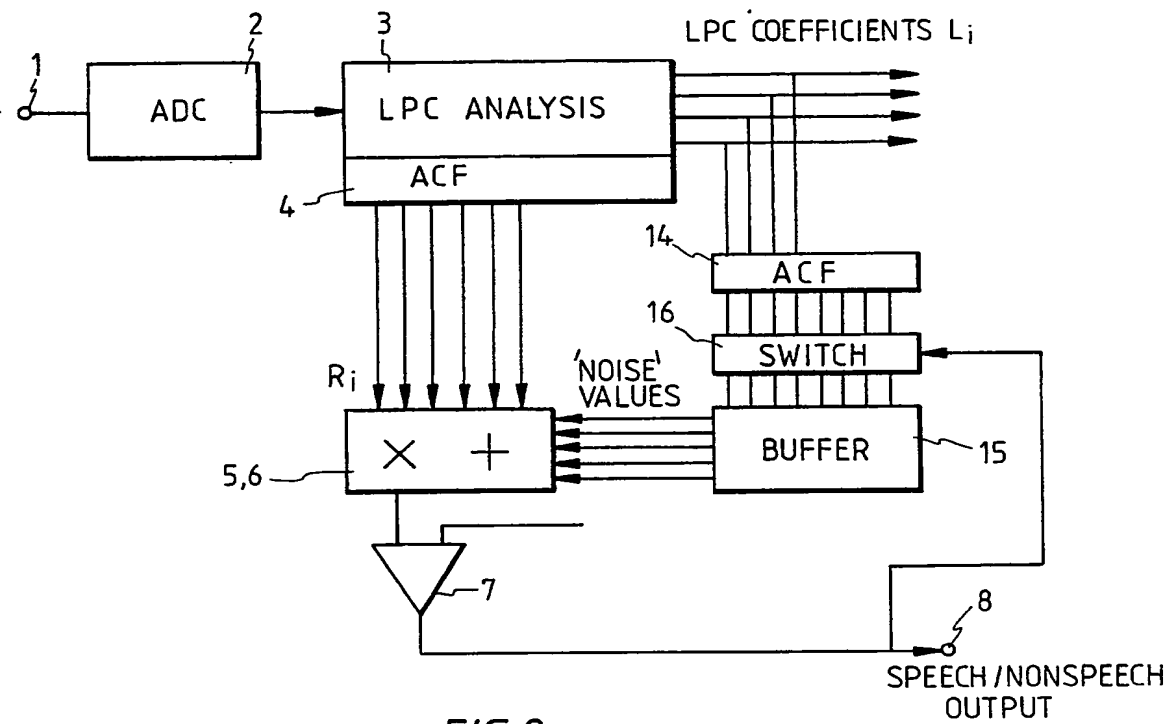 LPC COEFFICIENTS Li
1
2
3
ADC
LPC ANALYSIS
ACF
4
14
ACF
16
SWITCH
Ri
'NOISE'
VALUES
× +
BUFFER
15
5,6
7
8
SPEECH/NONSPEECH
OUTPUT